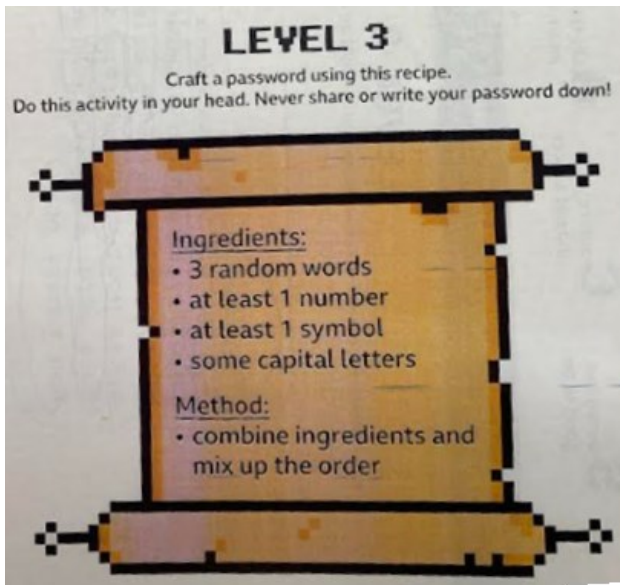 LEVEL 3
Craft a password using this recipe.
Do this activity in your head. Never share or write your password down!
Ingredients:
• 3 random words
• at least 1 number
• at least 1 symbol
• some capital letters
Method:
• combine ingredients and
mix up the order